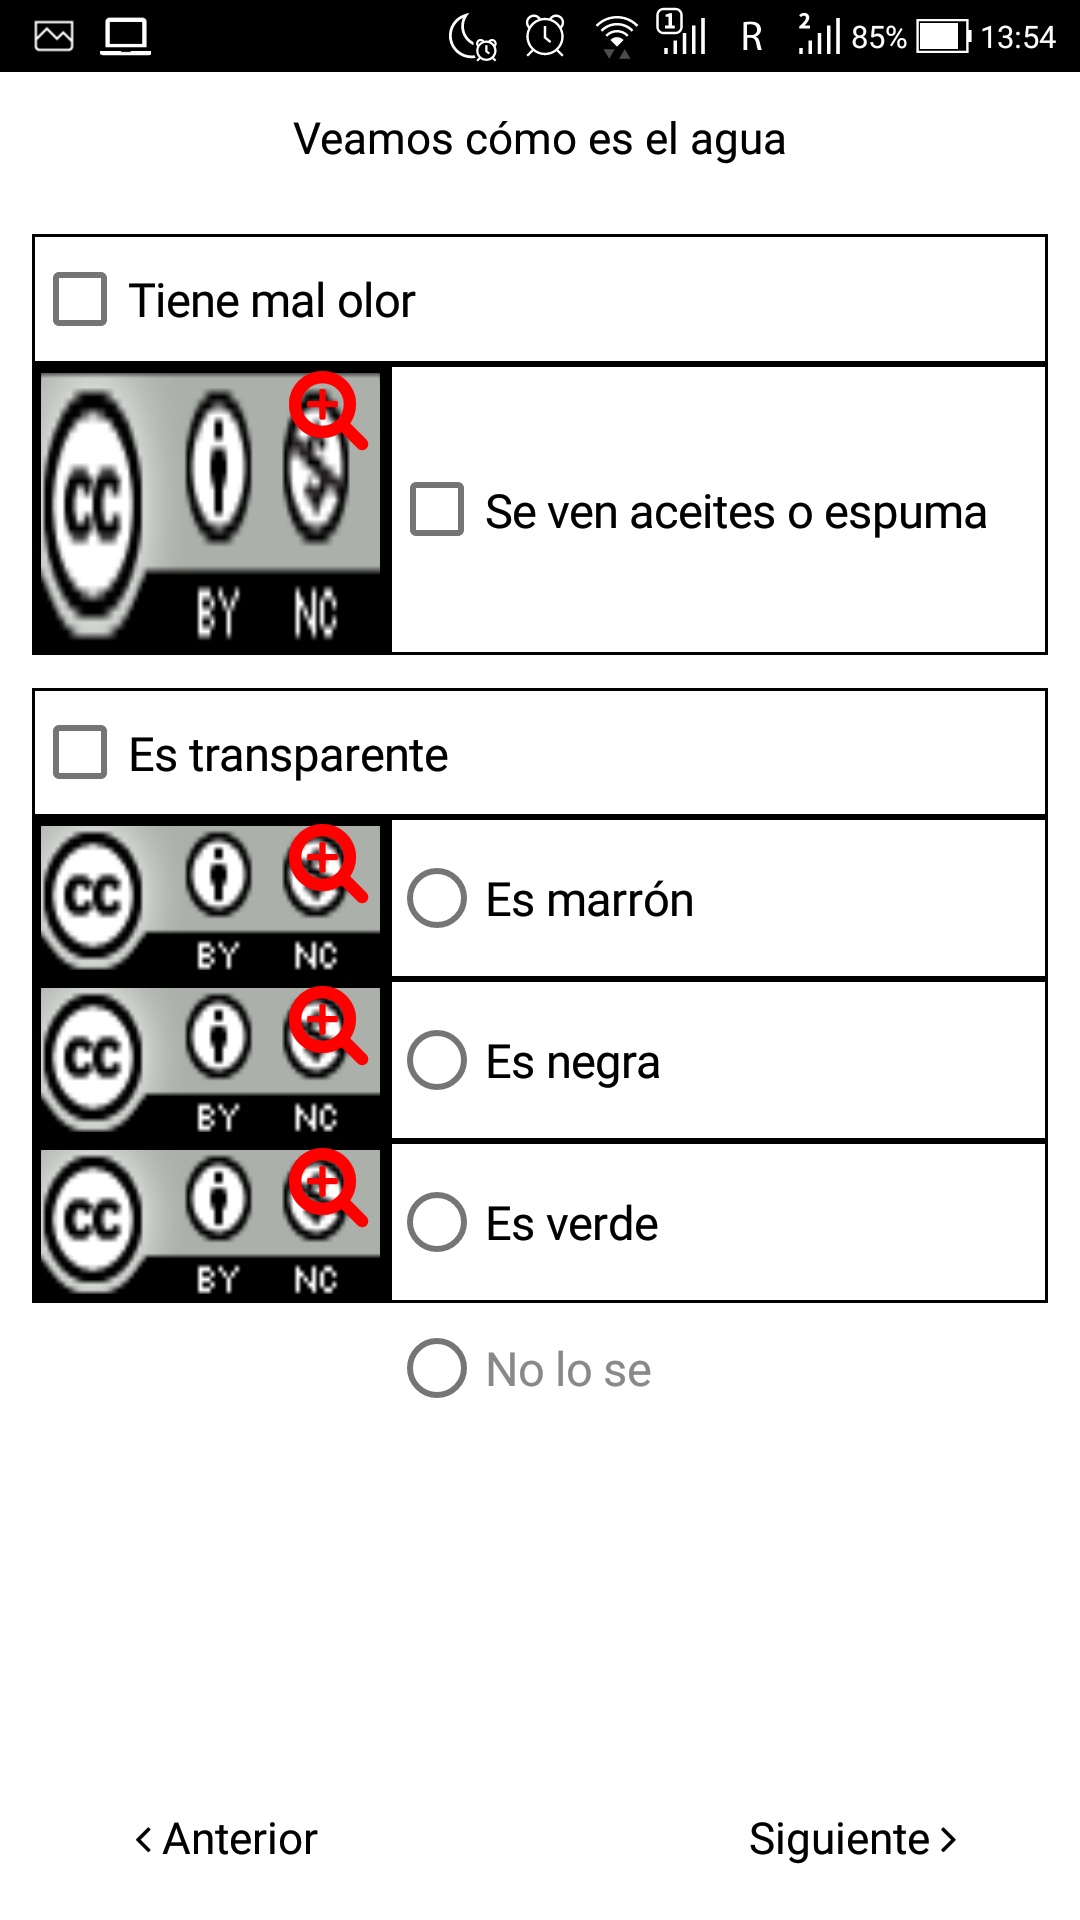 1 R 2 85% 13:54
Veamos cómo es el agua
Tiene mal olor
CC BY NC
Se ven aceites o espuma
Es transparente
CC BY NC
Es marrón
CC BY NC
Es negra
CC BY NC
Es verde
No lo se
< Anterior
Siguiente >